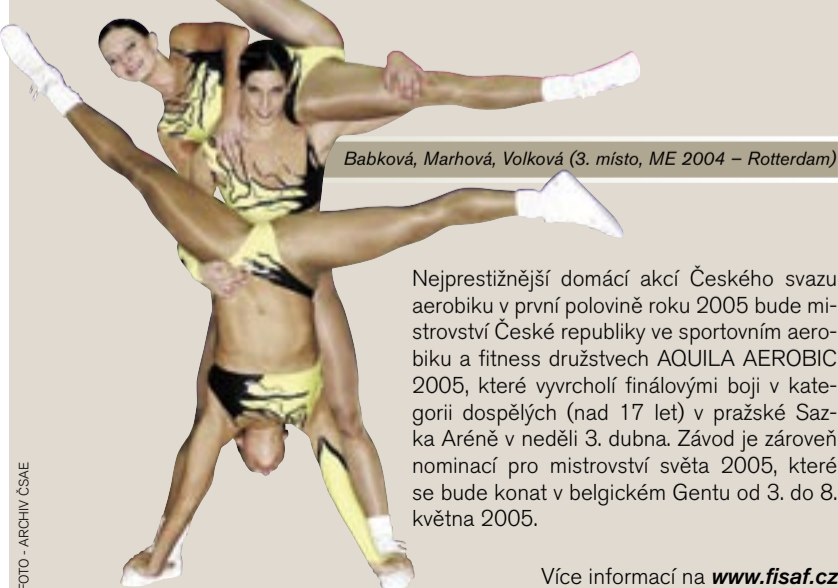 Babková, Marhová, Volková (3. místo, ME 2004 – Rotterdam)
Nejprestižnější domácí akcí Českého svazu
aerobiku v první polovině roku 2005 bude mi-
strovství České republiky ve sportovním aero-
biku a fitness družstvech AQUILA AEROBIC
2005, které vyvrcholí finálovými boji v kate-
gorii dospělých (nad 17 let) v pražské Saz-
ka Aréně v neděli 3. dubna. Závod je zároveň
nominací pro mistrovství světa 2005, které
se bude konat v belgickém Gentu od 3. do 8.
května 2005.
Více informací na www.fisaf.cz
FOTO - ARCHIV ČSAE